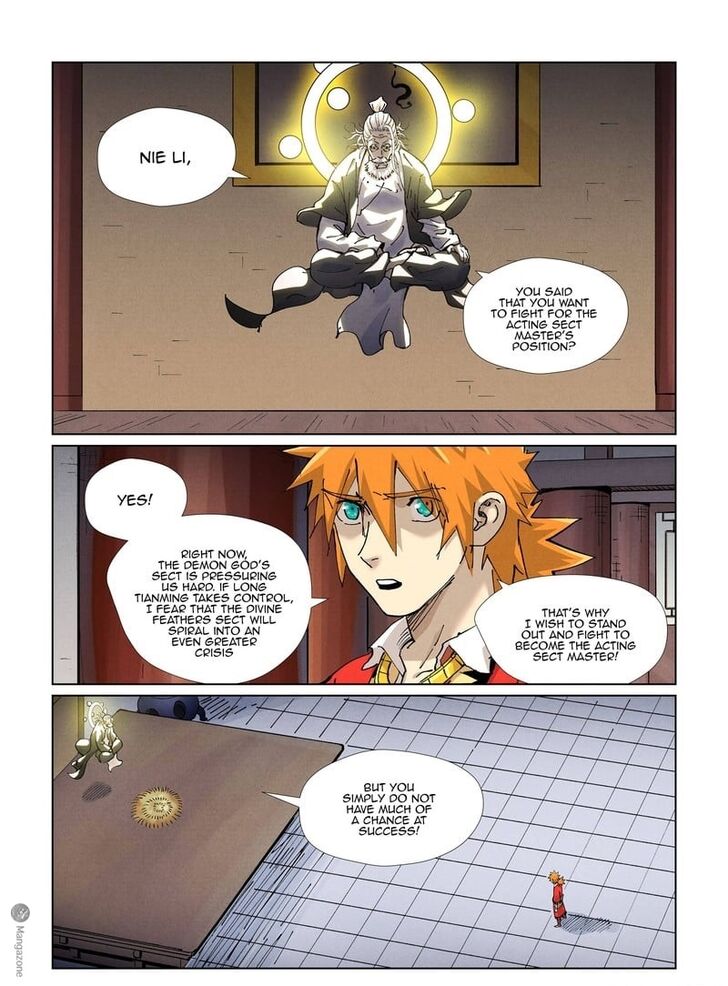 NIE LI,
YOU SAID
THAT YOU WANT
TO FIGHT FOR THE
ACTING SECT
MASTER'S
POSITION?
YES!
RIGHT NOW,
THE DEMON GOD'S
SECT IS PRESSURING
US HARD. IF LONG
TIANMING TAKES CONTROL,
I FEAR THAT THE DIVINE
FEATHERS SECT WILL
SPIRAL INTO AN
EVEN GREATER
CRISIS
THAT'S WHY
I WISH TO STAND
OUT AND FIGHT TO
BECOME THE ACTING
SECT MASTER!
BUT YOU
SIMPLY DO NOT
HAVE MUCH OF
A CHANCE AT
SUCCESS!
Mangazone